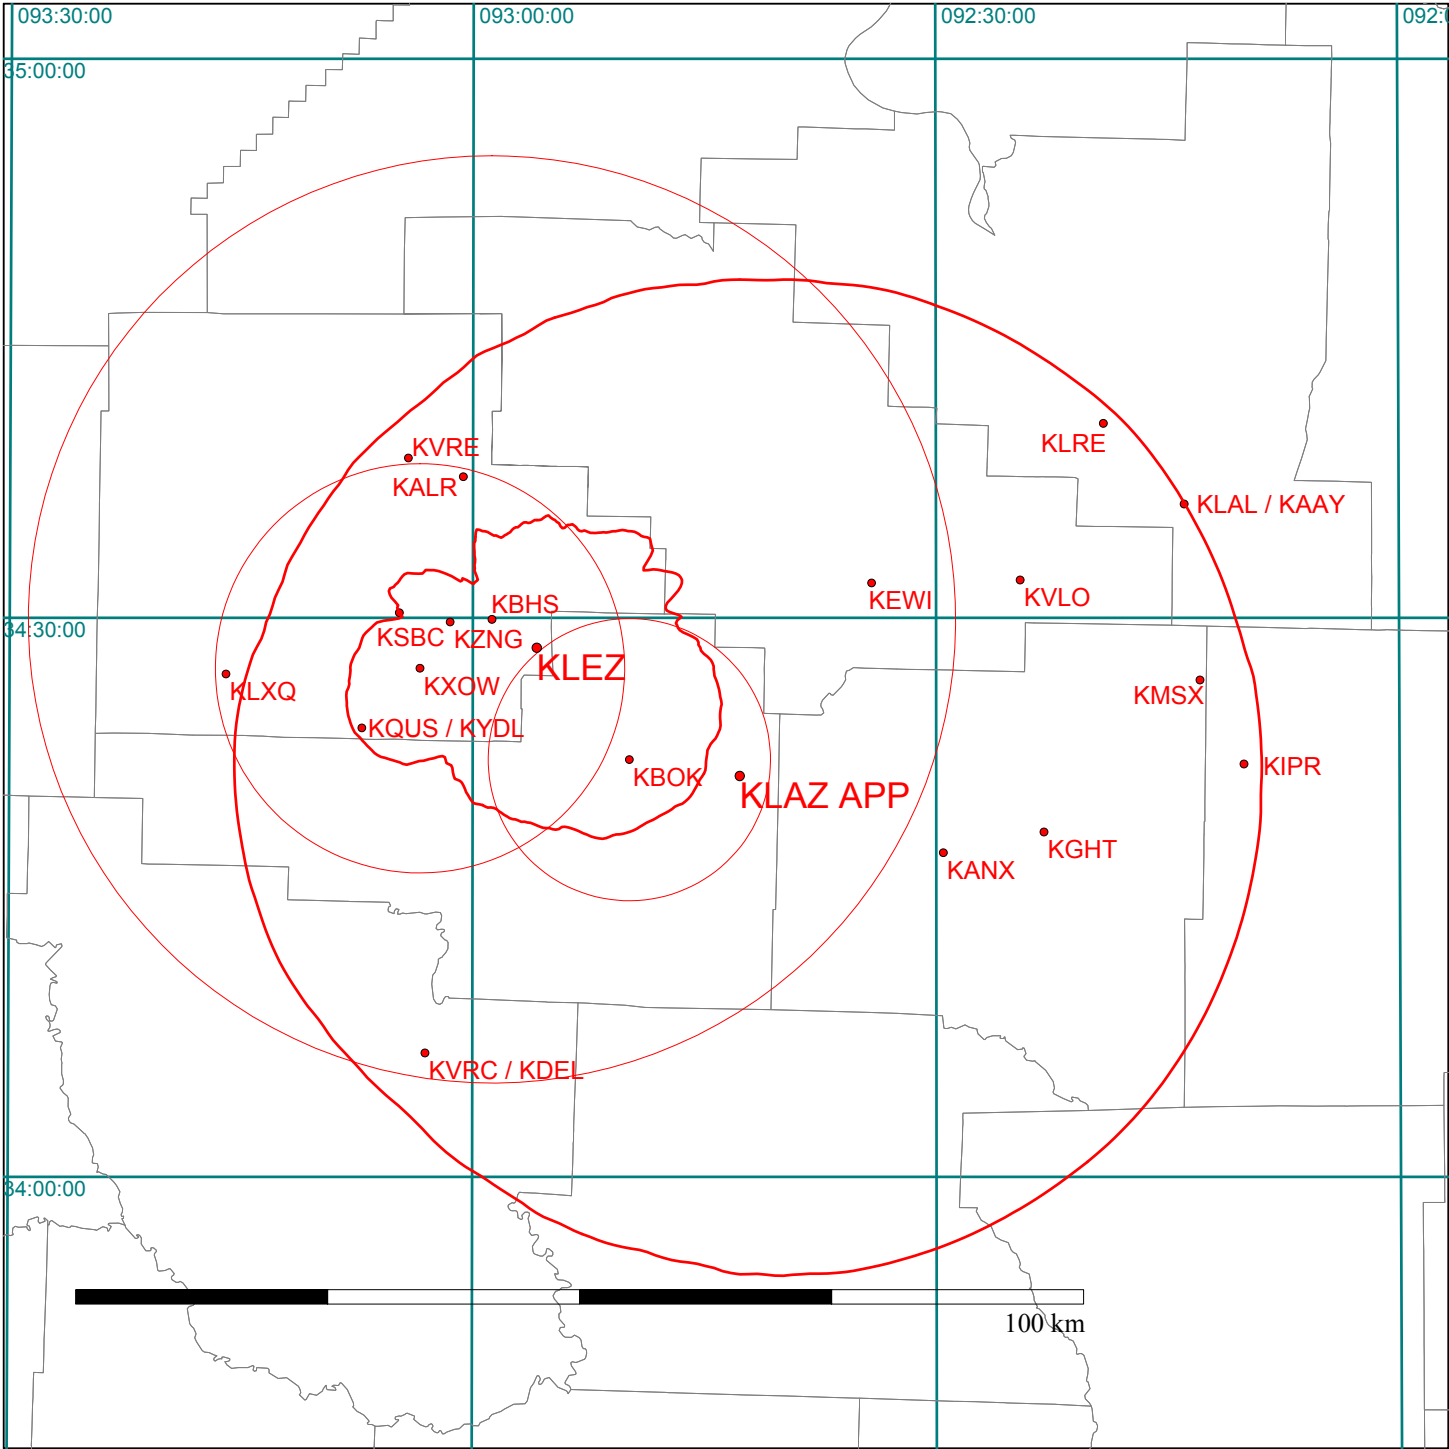 093:30:00
093:00:00
092:30:00
35:00:00
KVRE
KALR
KLRE
KLAL / KAAY
KBHS
KEWI
KVLO
34:30:00
KSBC
KZNG
KLEZ
KLXQ
KXOW
KMSX
KQUS / KYDL
KBOK
KIPR
KLAZ APP
KGHT
KANX
KVRC / KDEL
34:00:00
100 km